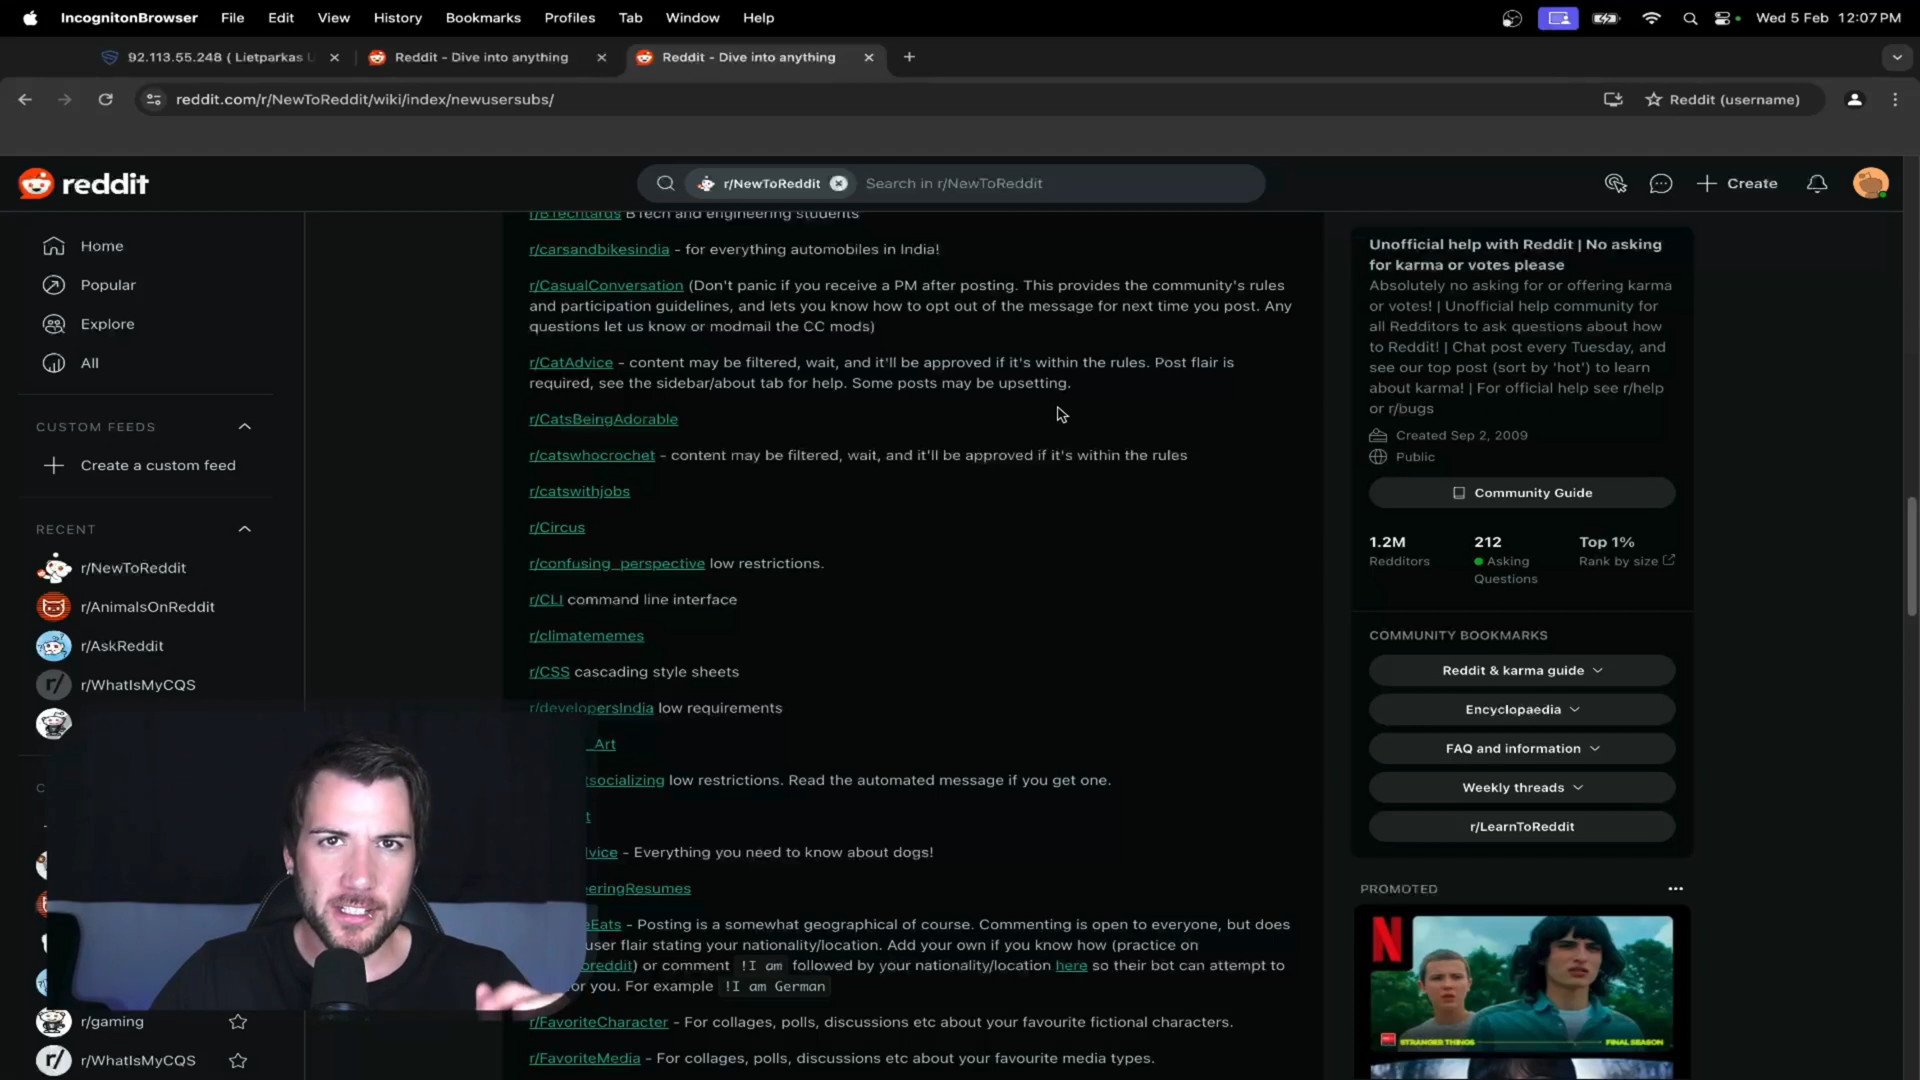 IncognitonBrowser File Edit View History Bookmarks Profiles Tab Window Help Wed 5 Feb 12:07 PM
92.113.55.248 ( Lietparkas Reddit - Dive into anything Reddit - Dive into anything
reddit.com/r/NewToReddit/wiki/index/newusersubs/ Reddit (username)
reddit r/NewToReddit Search in r/NewToReddit Create
Home
Popular
Explore
All
CUSTOM FEEDS
Create a custom feed
RECENT
r/NewToReddit
r/AnimalsOnReddit
r/AskReddit
r/WhatIsMyCQS
r/gaming
r/WhatIsMyCQS
r/BTechtards BTech and engineering students
r/carsandbikesindia - for everything automobiles in India!
r/CasualConversation (Don't panic if you receive a PM after posting. This provides the community's rules
and participation guidelines, and lets you know how to opt out of the message for next time you post. Any
questions let us know or modmail the CC mods)
r/CatAdvice - content may be filtered, wait, and it'll be approved if it's within the rules. Post flair is
required, see the sidebar/about tab for help. Some posts may be upsetting.
r/CatsBeingAdorable
r/catswhocrochet - content may be filtered, wait, and it'll be approved if it's within the rules
r/catswithjobs
r/Circus
r/confusing_perspective low restrictions.
r/CLI command line interface
r/climatememes
r/CSS cascading style sheets
r/developersIndia low requirements
_Art
tsocializing low restrictions. Read the automated message if you get one.
t
vice - Everything you need to know about dogs!
eeringResumes
eEats - Posting is a somewhat geographical of course. Commenting is open to everyone, but does
user flair stating your nationality/location. Add your own if you know how (practice on
oreddit) or comment !I am followed by your nationality/location here so their bot can attempt to
or you. For example !I am German
r/FavoriteCharacter - For collages, polls, discussions etc about your favourite fictional characters.
r/FavoriteMedia - For collages, polls, discussions etc about your favourite media types.
Unofficial help with Reddit | No asking
for karma or votes please
Absolutely no asking for or offering karma
or votes! | Unofficial help community for
all Redditors to ask questions about how
to Reddit! | Chat post every Tuesday, and
see our top post (sort by 'hot') to learn
about karma! | For official help see r/help
or r/bugs
Created Sep 2, 2009
Public
Community Guide
1.2M 212 Top 1%
Redditors Asking Rank by size
Questions
COMMUNITY BOOKMARKS
Reddit & karma guide
Encyclopaedia
FAQ and information
Weekly threads
r/LearnToReddit
PROMOTED
N
STRANGER THINGS FINAL SEASON